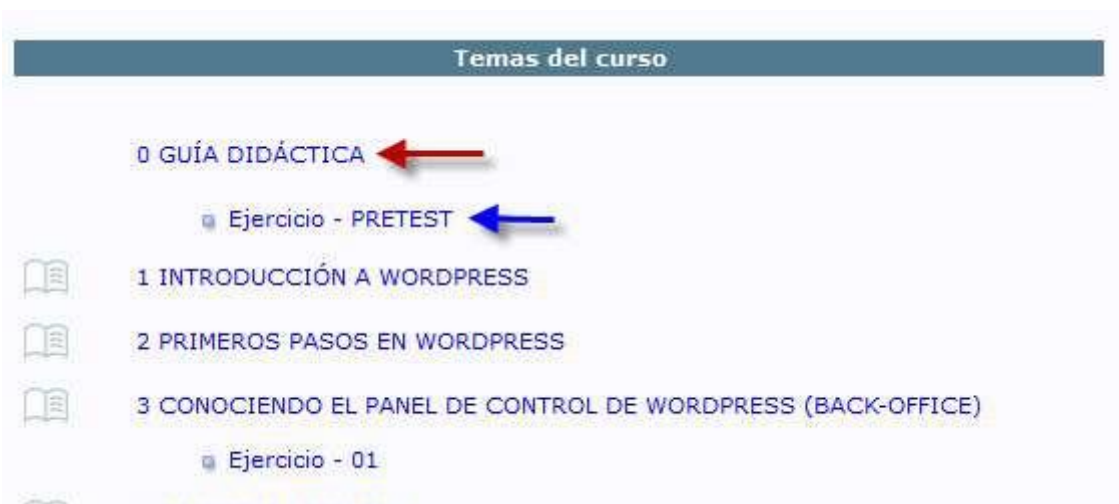 Temas del curso
0 GUÍA DIDÁCTICA
Ejercicio - PRETEST
1 INTRODUCCIÓN A WORDPRESS
2 PRIMEROS PASOS EN WORDPRESS
3 CONOCIENDO EL PANEL DE CONTROL DE WORDPRESS (BACK-OFFICE)
Ejercicio - 01